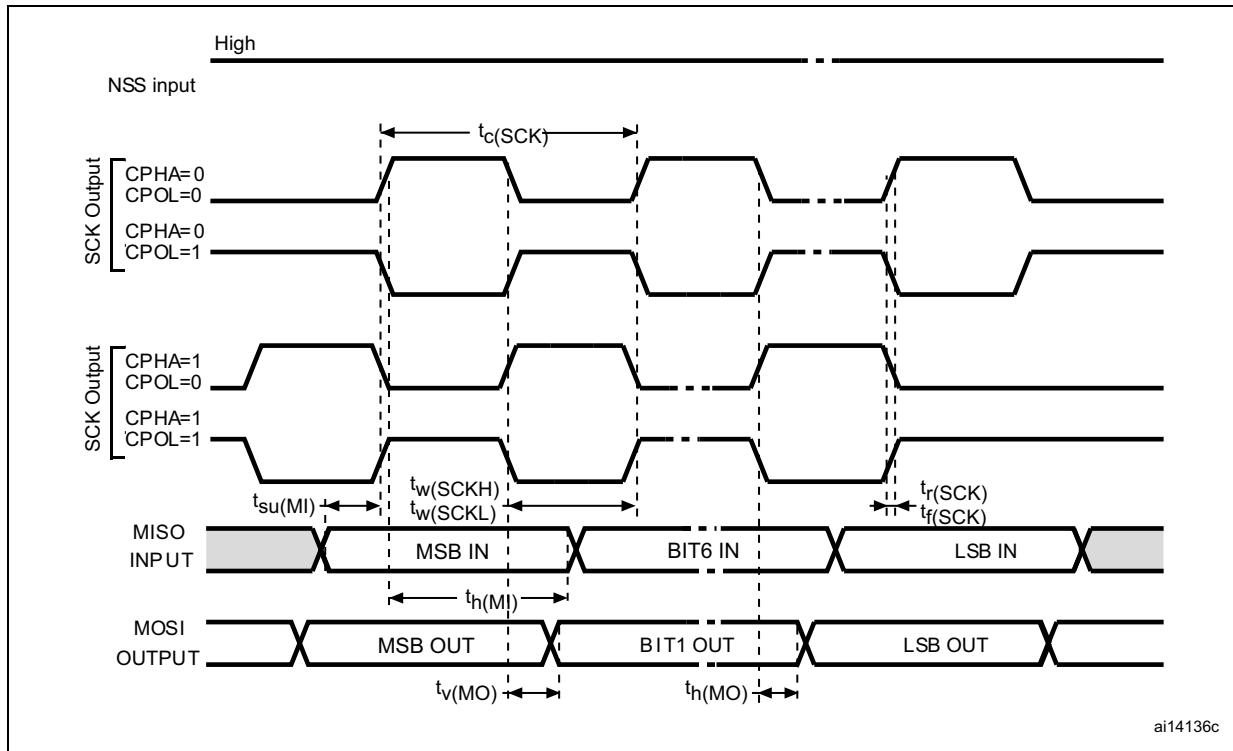 High
NSS input
tc(SCK)
SCK Output
CPHA=0
CPOL=0
CPHA=0
CPOL=1
SCK Output
CPHA=1
CPOL=0
CPHA=1
CPOL=1
tsu(MI)
tw(SCKH)
tw(SCKL)
tr(SCK)
tf(SCK)
MISO
INPUT
MSB IN
BIT6 IN
LSB IN
th(MI)
MOSI
OUTPUT
MSB OUT
BIT1 OUT
LSB OUT
tv(MO)
th(MO)
ai14136c